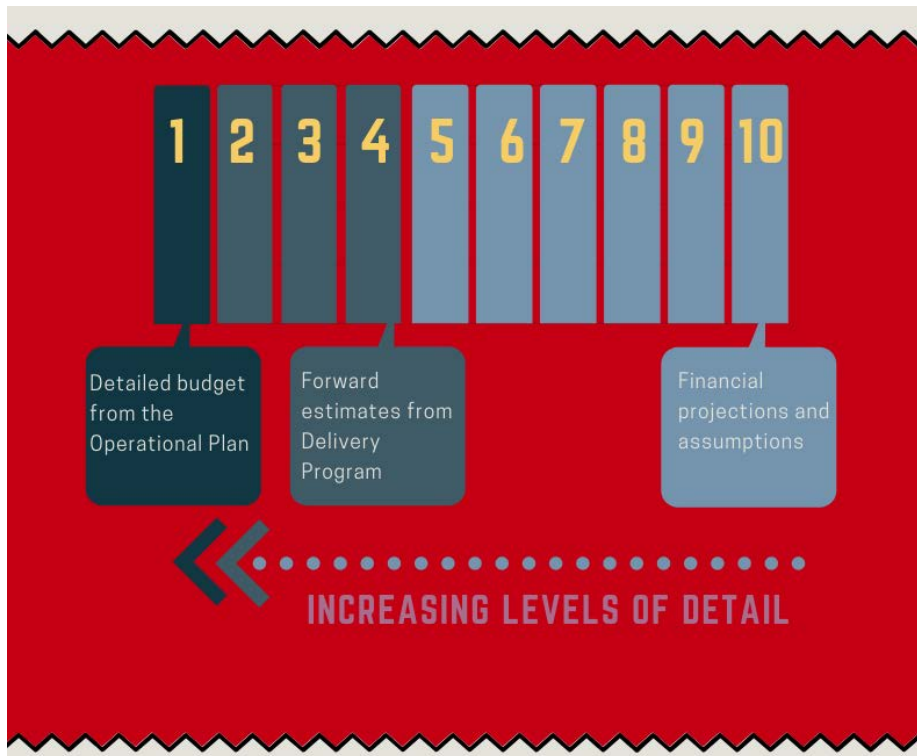 1 2 3 4 5 6 7 8 9 10
Detailed budget
from the
Operational Plan
Forward
estimates from
Delivery
Program
Financial
projections and
assumptions
INCREASING LEVELS OF DETAIL